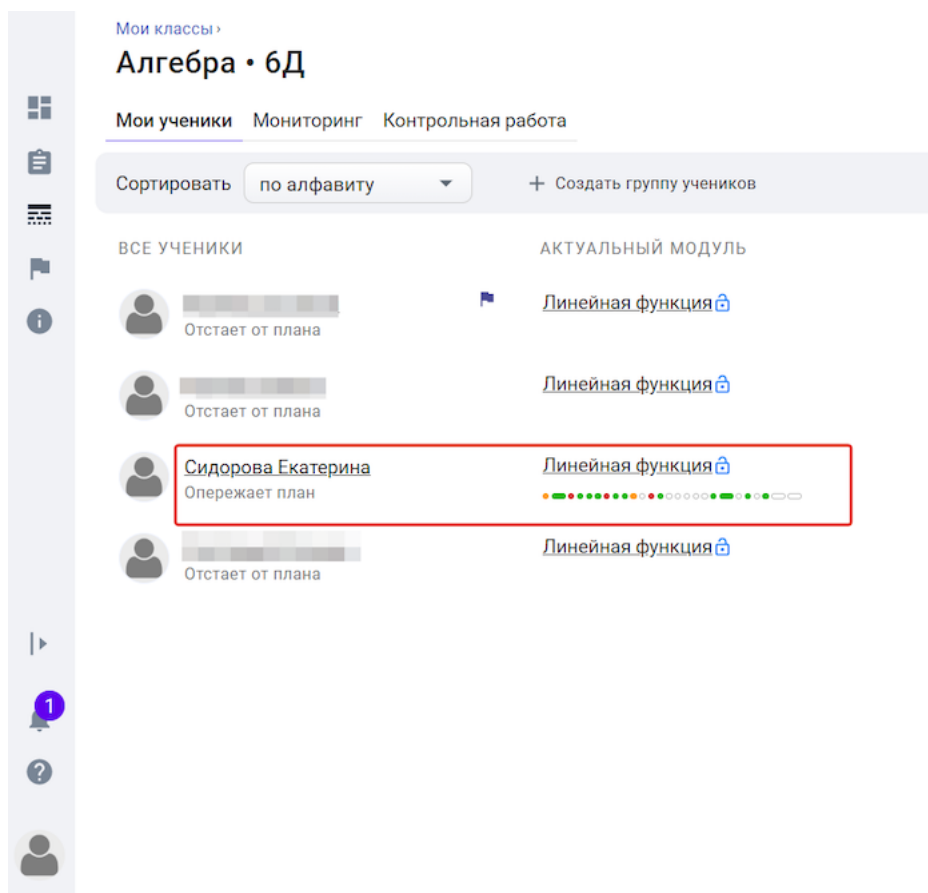 Мои классы ›
Алгебра • 6Д
Мои ученики Мониторинг Контрольная работа
Сортировать по алфавиту + Создать группу учеников
ВСЕ УЧЕНИКИ АКТУАЛЬНЫЙ МОДУЛЬ
Линейная функция
Отстает от плана
Линейная функция
Отстает от плана
Сидорова Екатерина Линейная функция
Опережает план
Линейная функция
Отстает от плана
1